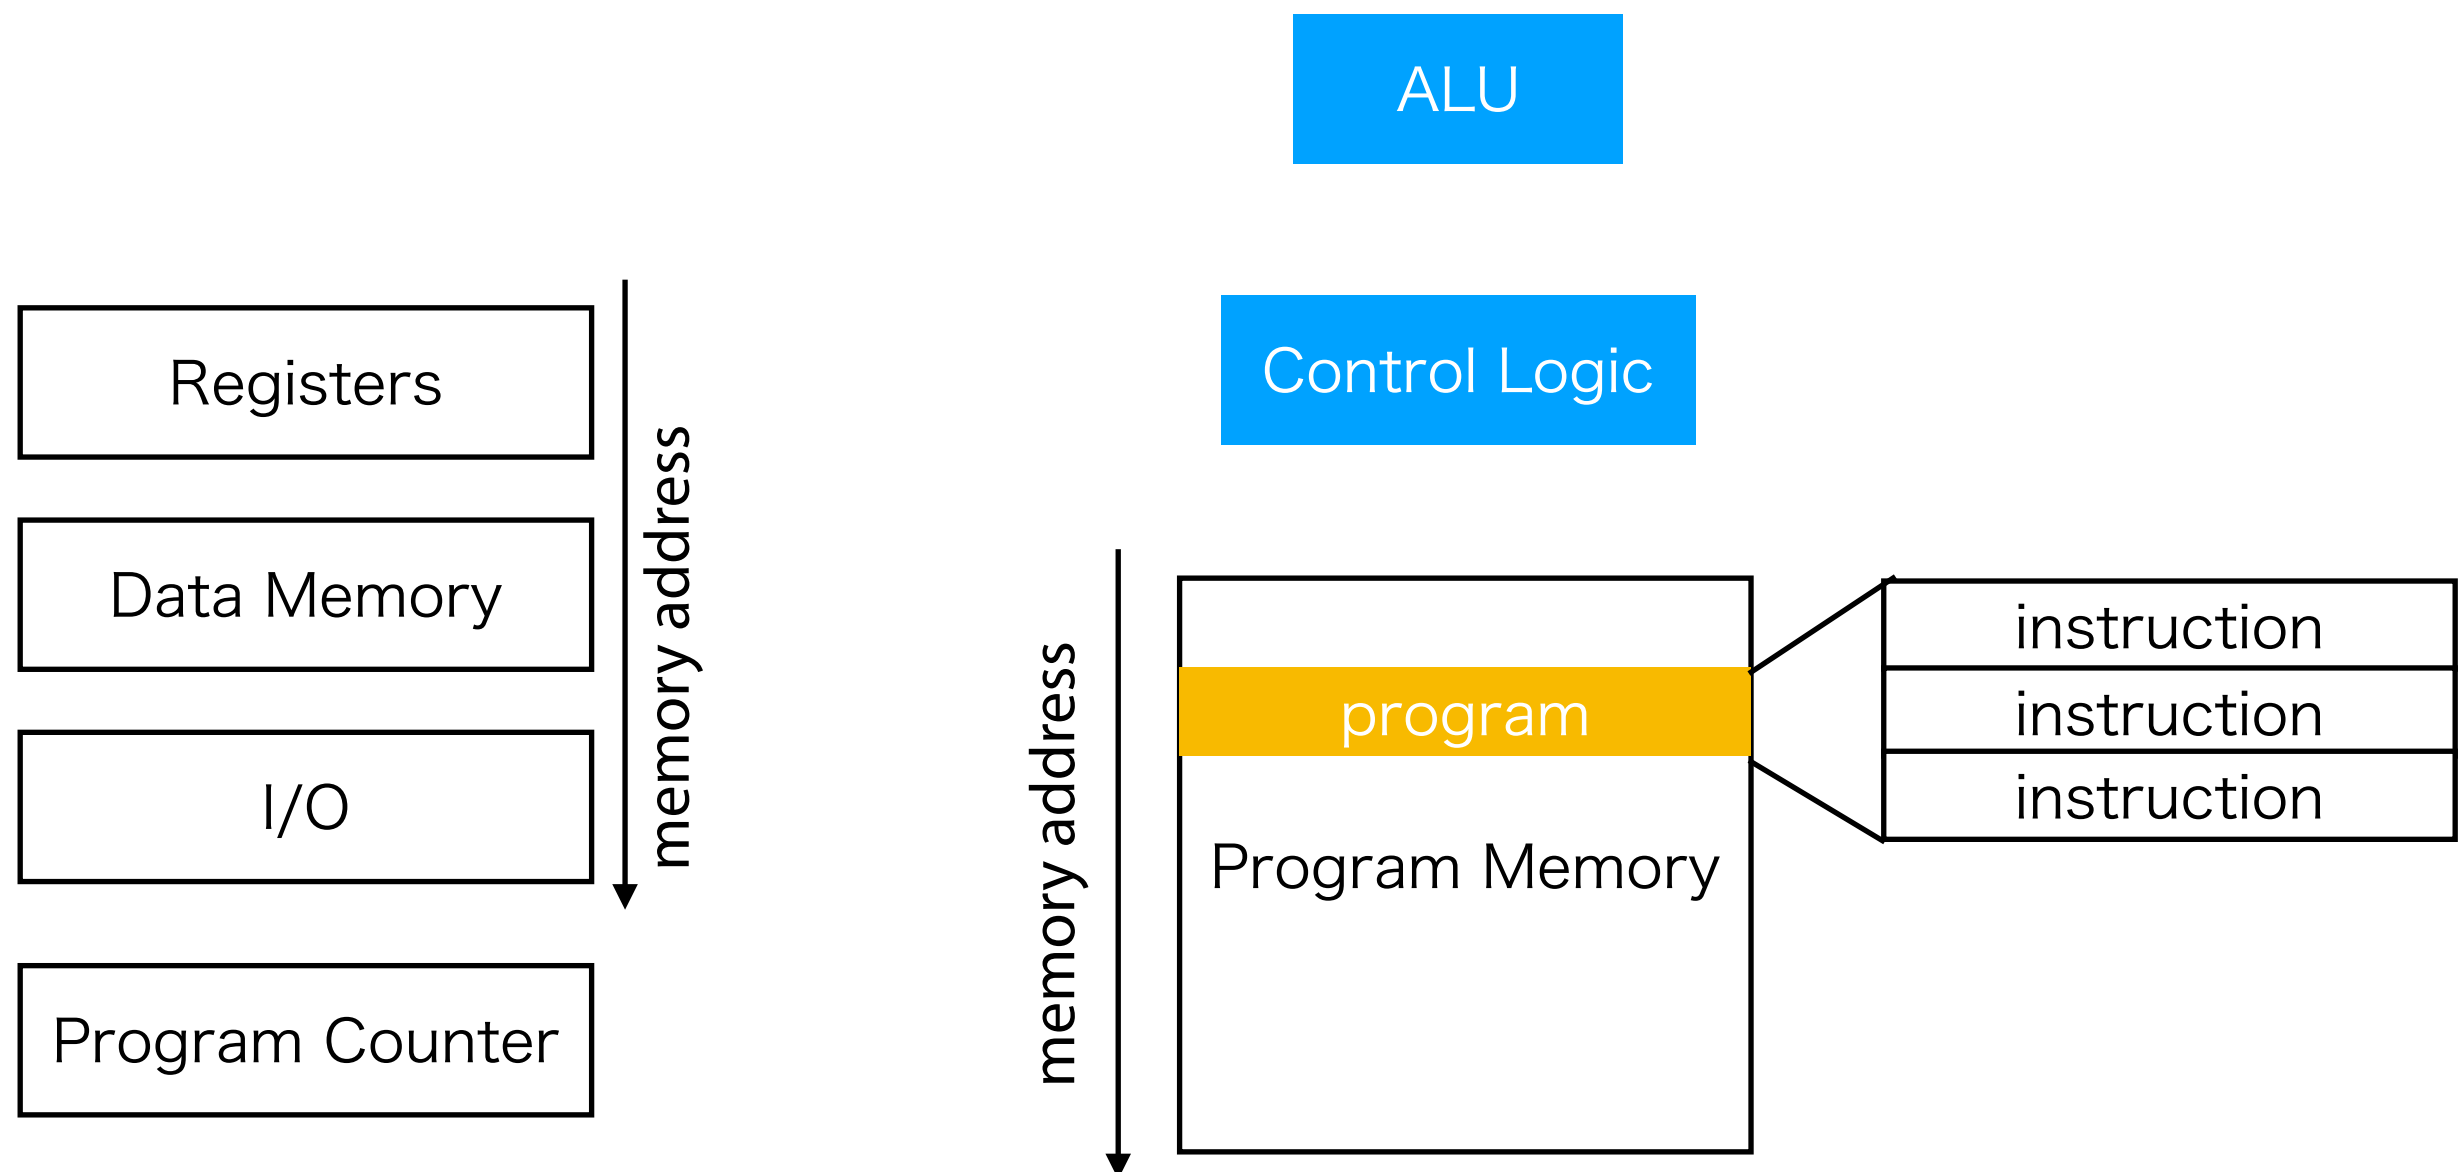 ALU
Control Logic
Registers
Data Memory
I/O
Program Counter
memory address
memory address
program
Program Memory
instruction
instruction
instruction